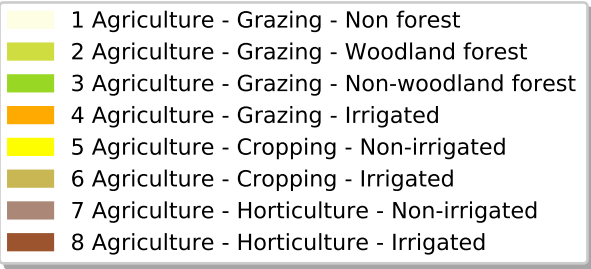 1 Agriculture - Grazing - Non forest
2 Agriculture - Grazing - Woodland forest
3 Agriculture - Grazing - Non-woodland forest
4 Agriculture - Grazing - Irrigated
5 Agriculture - Cropping - Non-irrigated
6 Agriculture - Cropping - Irrigated
7 Agriculture - Horticulture - Non-irrigated
8 Agriculture - Horticulture - Irrigated